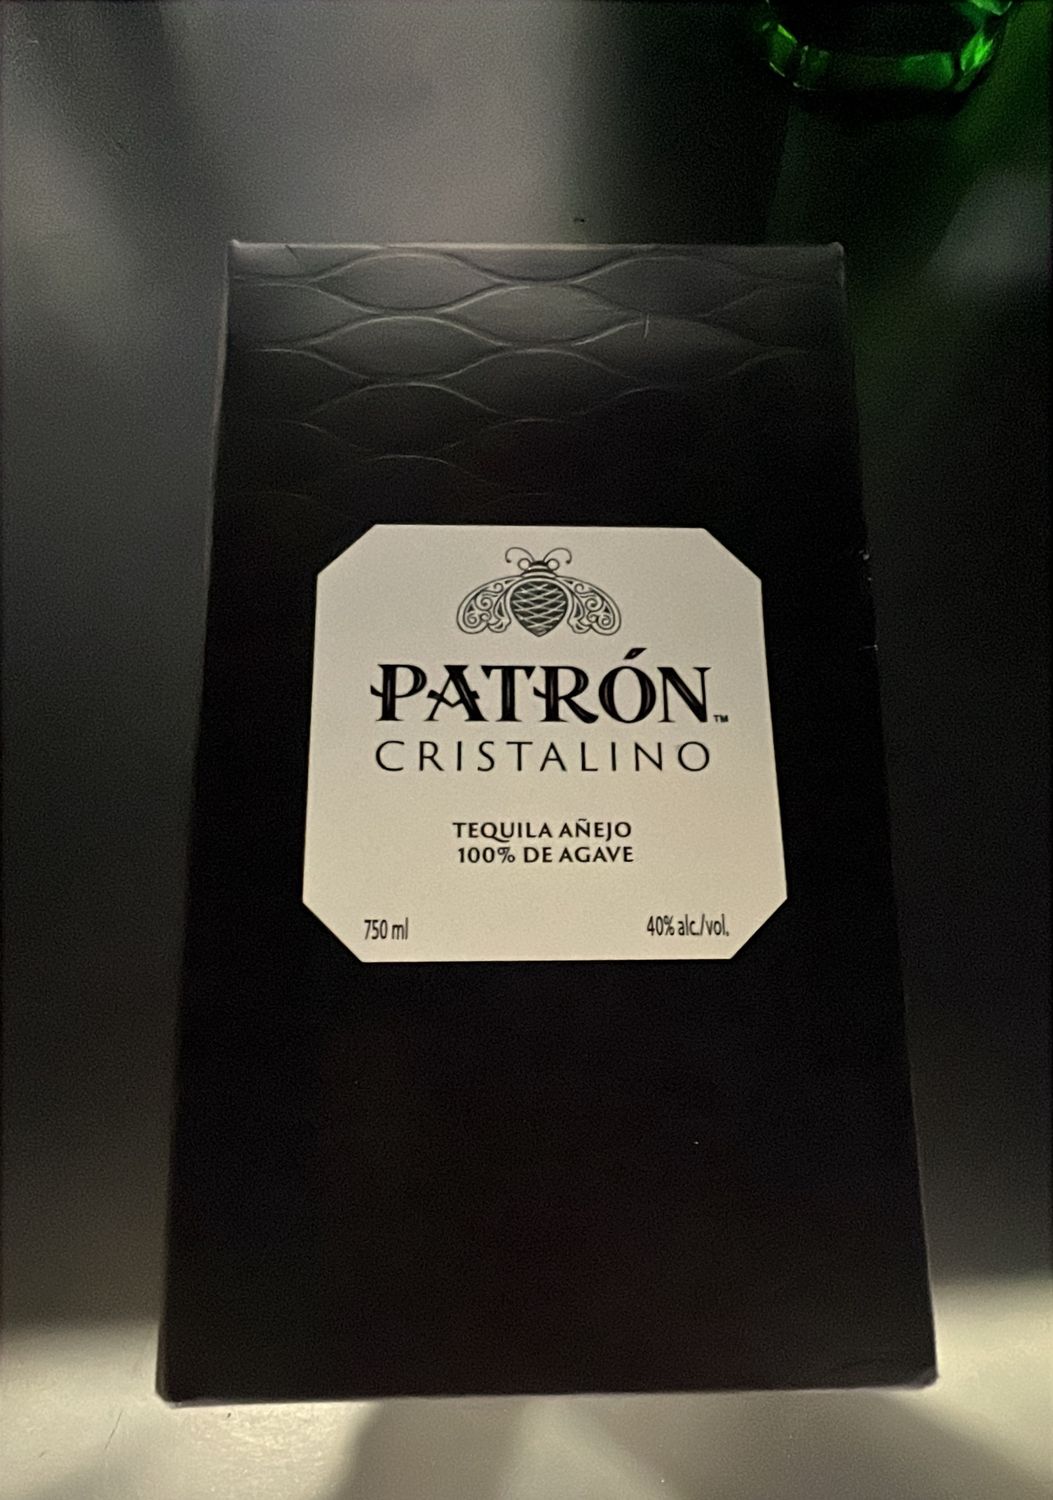 PATRÓN™
CRISTALINO
TEQUILA AÑEJO
100% DE AGAVE
750 ml
40% alc./vol.